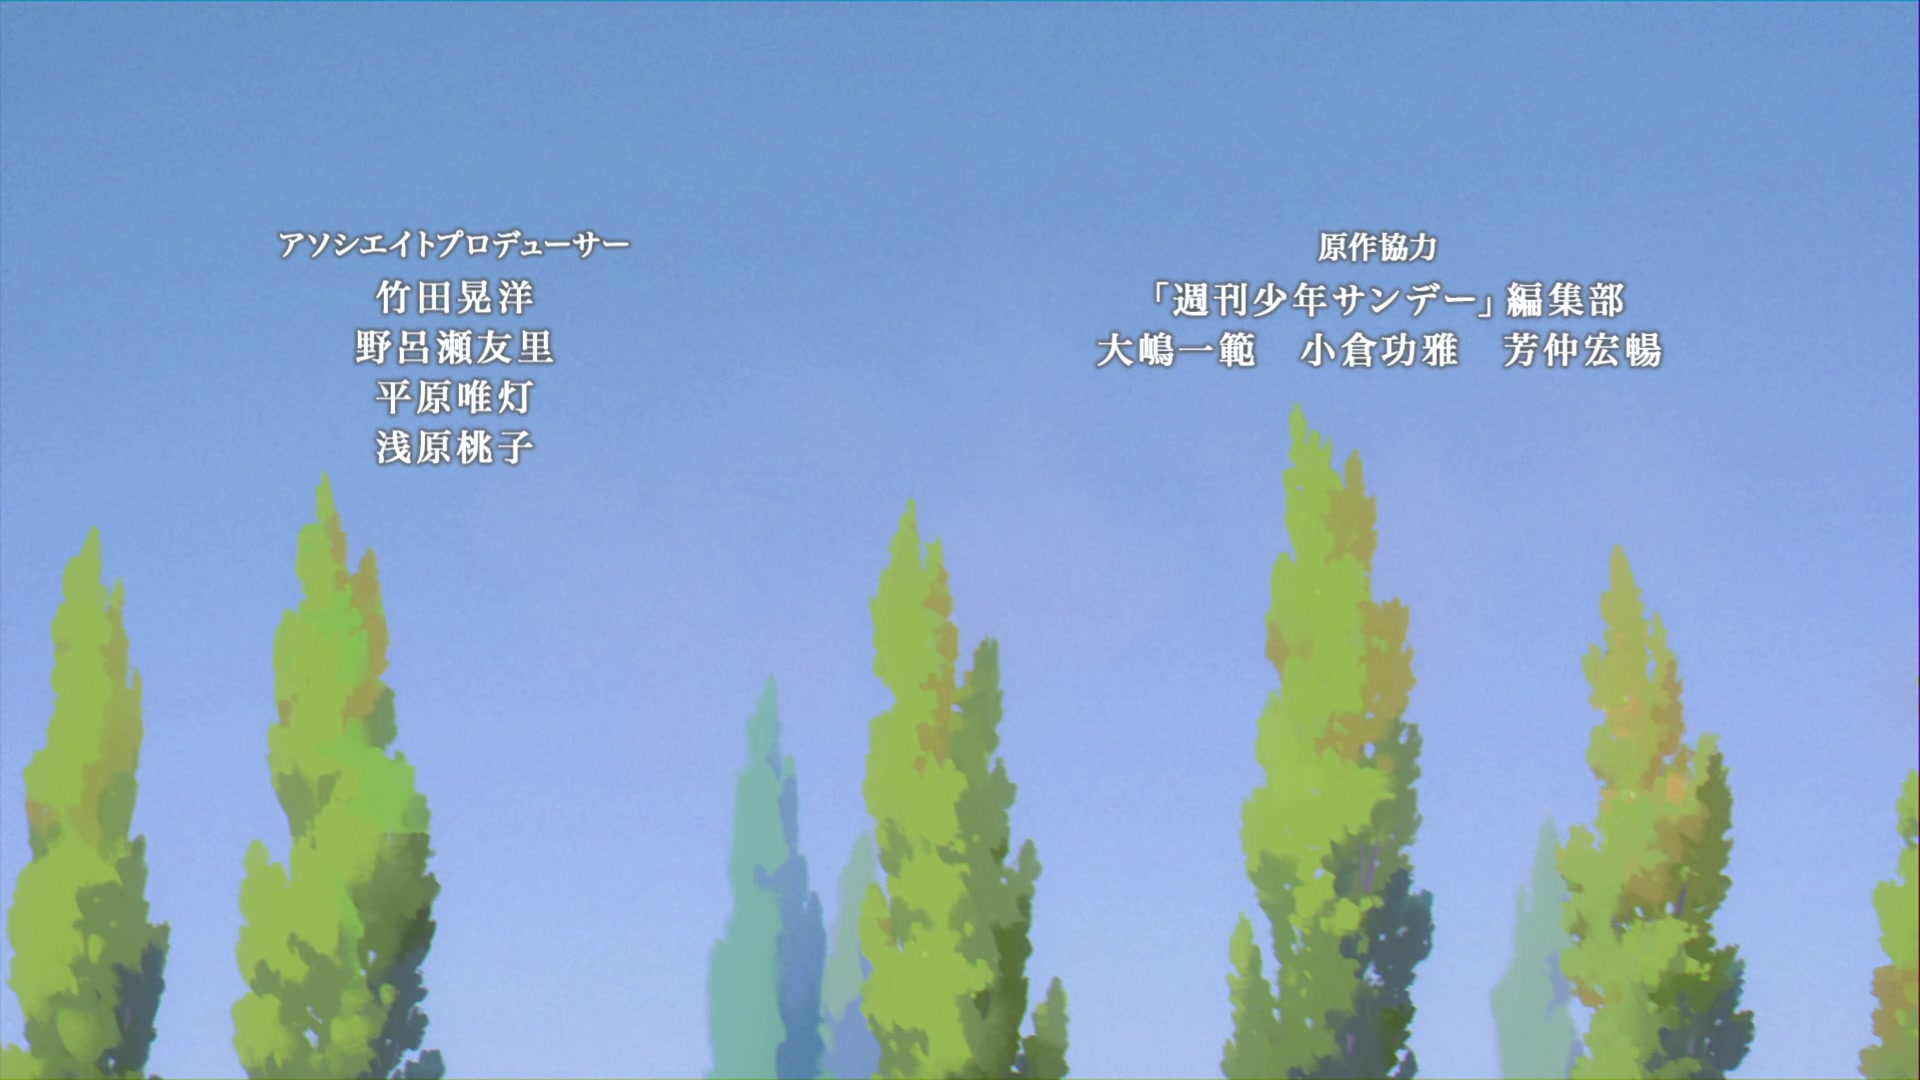 アソシエイトプロデューサー
竹田晃洋
野呂瀬友里
平原唯灯
浅原桃子
原作協力
「週刊少年サンデー」編集部
大嶋一範　小倉功雅　芳仲宏暢